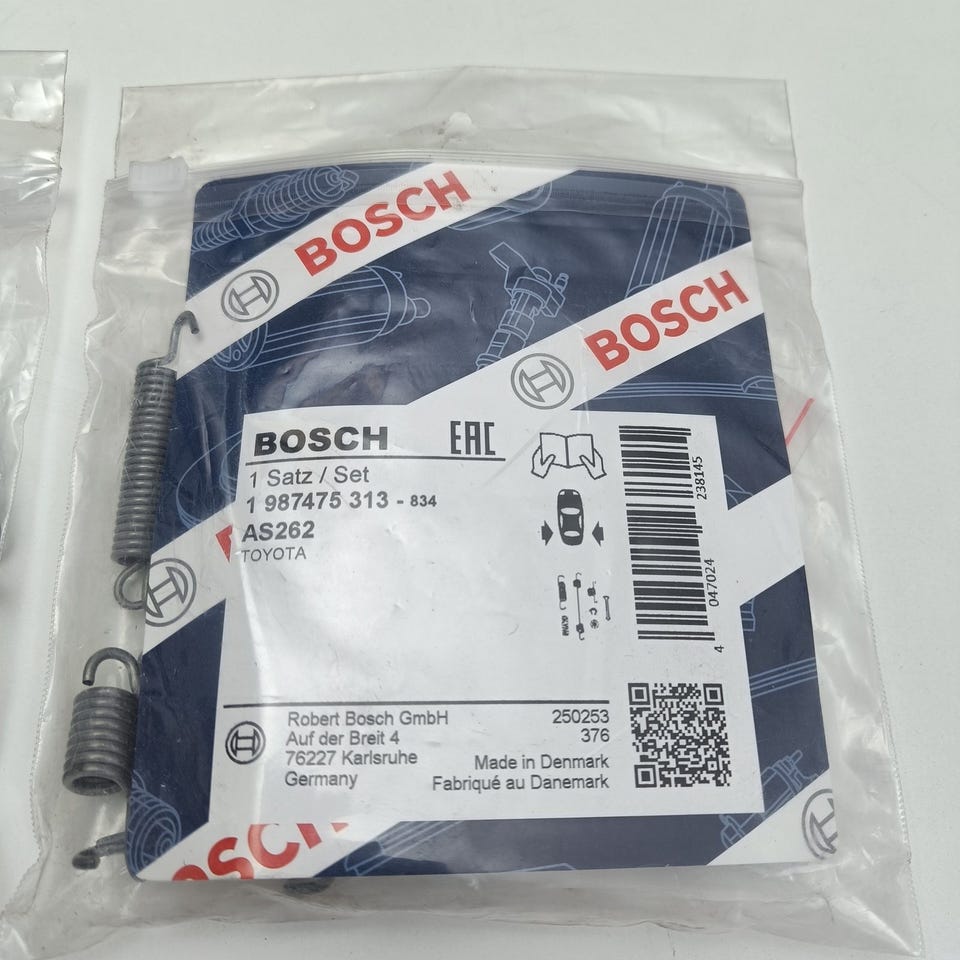 BOSCH
BOSCH
BOSCH EAC
1 Satz / Set
1 987475 313 - 834
AS262
TOYOTA
4 047024 238145
Robert Bosch GmbH
Auf der Breit 4
76227 Karlsruhe
Germany
250253
376
Made in Denmark
Fabriqué au Danemark
BOSCH